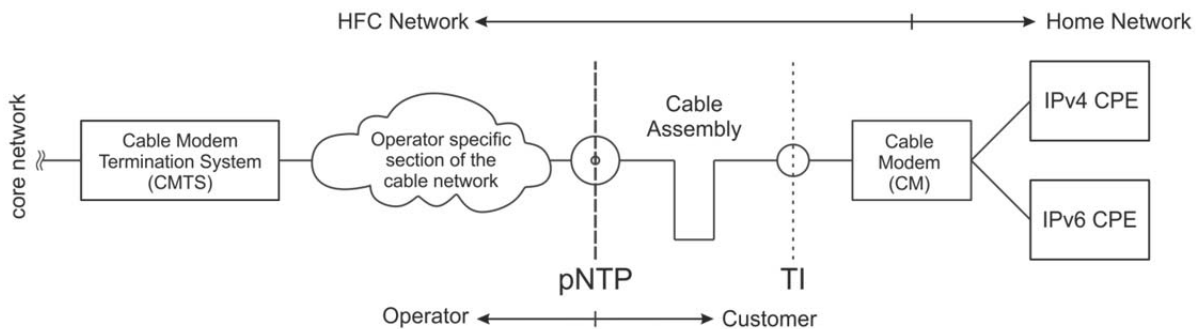 HFC Network
Home Network
core network
Cable Modem
Termination System
(CMTS)
Operator specific
section of the
cable network
Cable
Assembly
Cable
Modem
(CM)
IPv4 CPE
IPv6 CPE
pNTP
TI
Operator
Customer